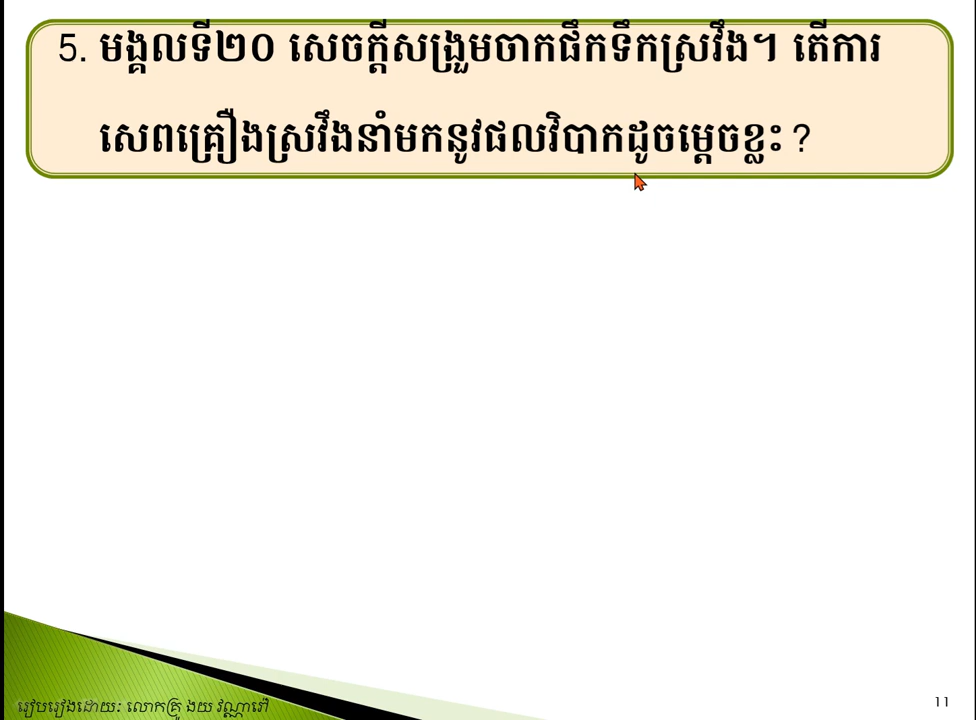 5. មង្គលទី២០ សេចក្ដីសង្រួមចាកផឹកទឹកស្រវឹង។ តើការ
សេពគ្រឿងស្រវឹងនាំមកនូវផលវិបាកដូចម្ដេចខ្លះ ?
រៀបរៀងដោយ: លោកគ្រូ ងយ វណ្ណារ៉ៅ
11